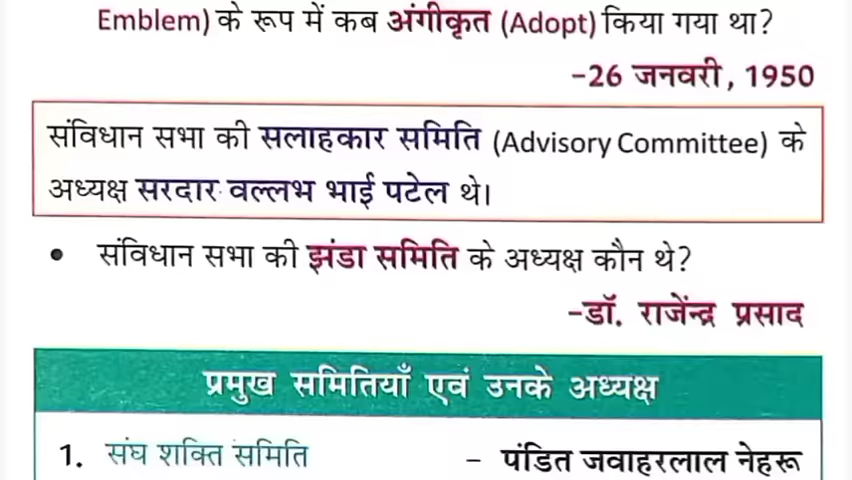 Emblem) के रूप में कब अंगीकृत (Adopt) किया गया था?
-26 जनवरी, 1950
संविधान सभा की सलाहकार समिति (Advisory Committee) के
अध्यक्ष सरदार वल्लभ भाई पटेल थे।
• संविधान सभा की झंडा समिति के अध्यक्ष कौन थे?
-डॉ. राजेंन्द्र प्रसाद
प्रमुख समितियाँ एवं उनके अध्यक्ष
1. संघ शक्ति समिति - पंडित जवाहरलाल नेहरू